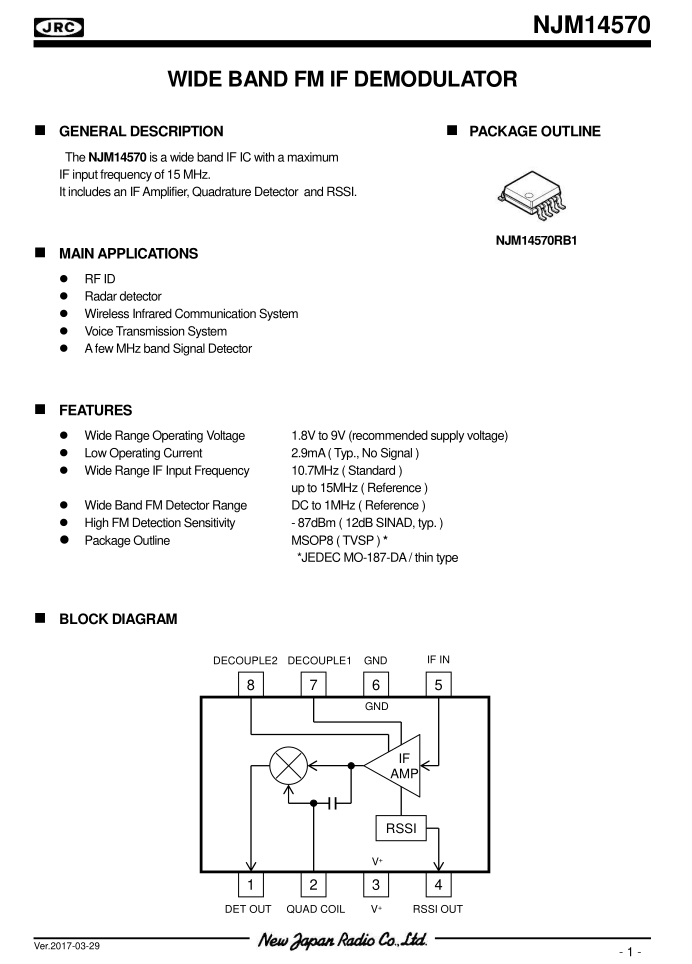 JRC
NJM14570
WIDE BAND FM IF DEMODULATOR
■ GENERAL DESCRIPTION
The NJM14570 is a wide band IF IC with a maximum
IF input frequency of 15 MHz.
It includes an IF Amplifier, Quadrature Detector and RSSI.
■ PACKAGE OUTLINE
NJM14570RB1
■ MAIN APPLICATIONS
● RF ID
● Radar detector
● Wireless Infrared Communication System
● Voice Transmission System
● A few MHz band Signal Detector
■ FEATURES
● Wide Range Operating Voltage 1.8V to 9V (recommended supply voltage)
● Low Operating Current 2.9mA ( Typ., No Signal )
● Wide Range IF Input Frequency 10.7MHz ( Standard )
up to 15MHz ( Reference )
● Wide Band FM Detector Range DC to 1MHz ( Reference )
● High FM Detection Sensitivity - 87dBm ( 12dB SINAD, typ. )
● Package Outline MSOP8 ( TVSP ) *
*JEDEC MO-187-DA / thin type
■ BLOCK DIAGRAM
DECOUPLE2 DECOUPLE1 GND IF IN
8 7 6 5
GND
IF
AMP
RSSI
V+
1 2 3 4
DET OUT QUAD COIL V+ RSSI OUT
Ver.2017-03-29
New Japan Radio Co.,Ltd.
- 1 -